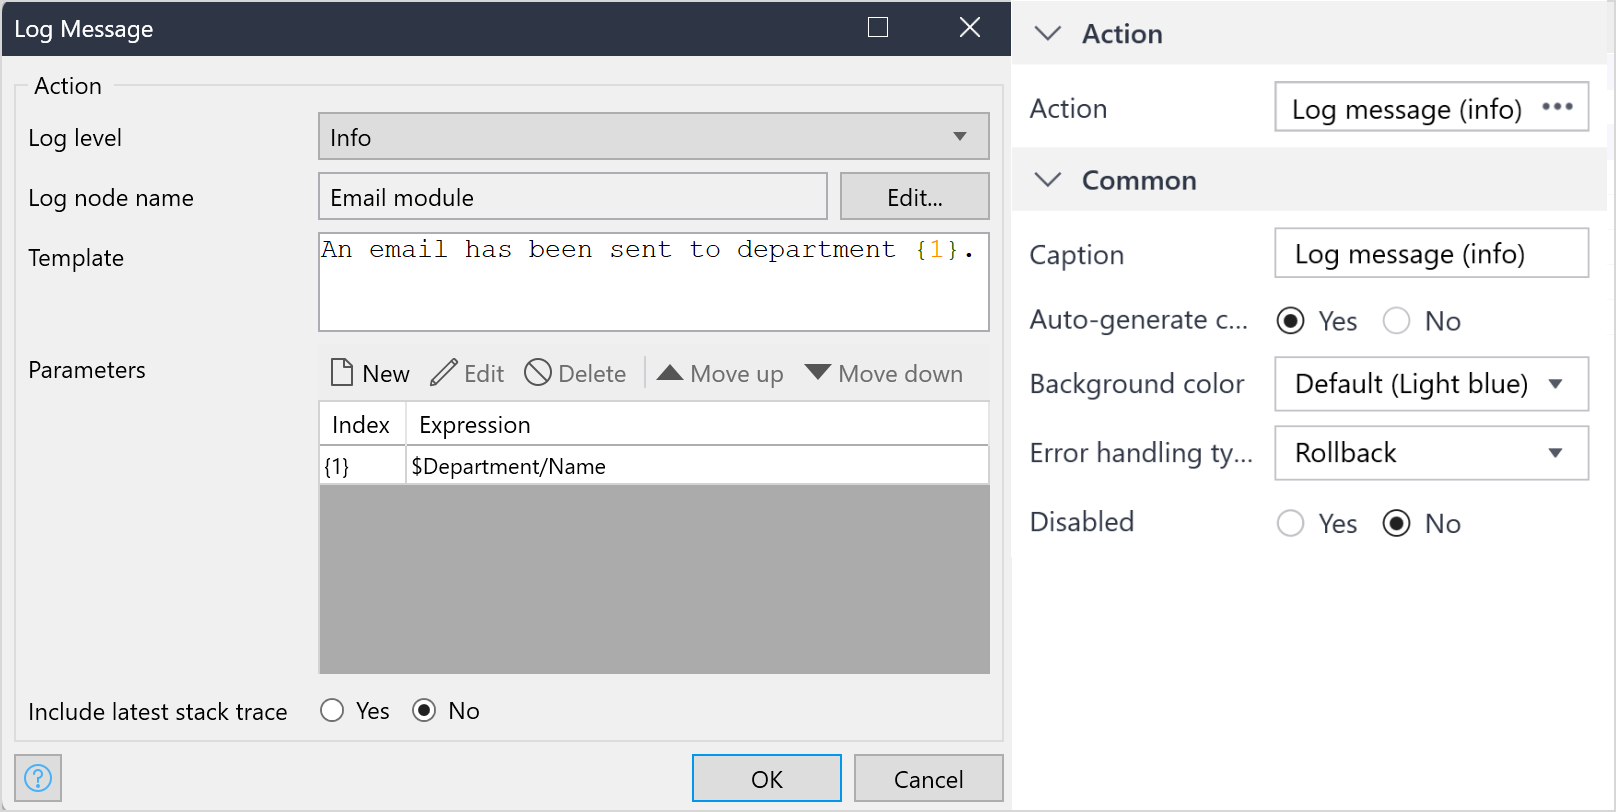 Log Message
Action
Log level
Info
Log node name
Email module
Edit...
Template
An email has been sent to department {1}.
Parameters
New
Edit
Delete
Move up
Move down
Index
Expression
{1}
$Department/Name
Include latest stack trace
Yes
No
?
OK
Cancel
Action
Action
Log message (info)
•••
Common
Caption
Log message (info)
Auto-generate c...
Yes
No
Background color
Default (Light blue)
Error handling ty...
Rollback
Disabled
Yes
No